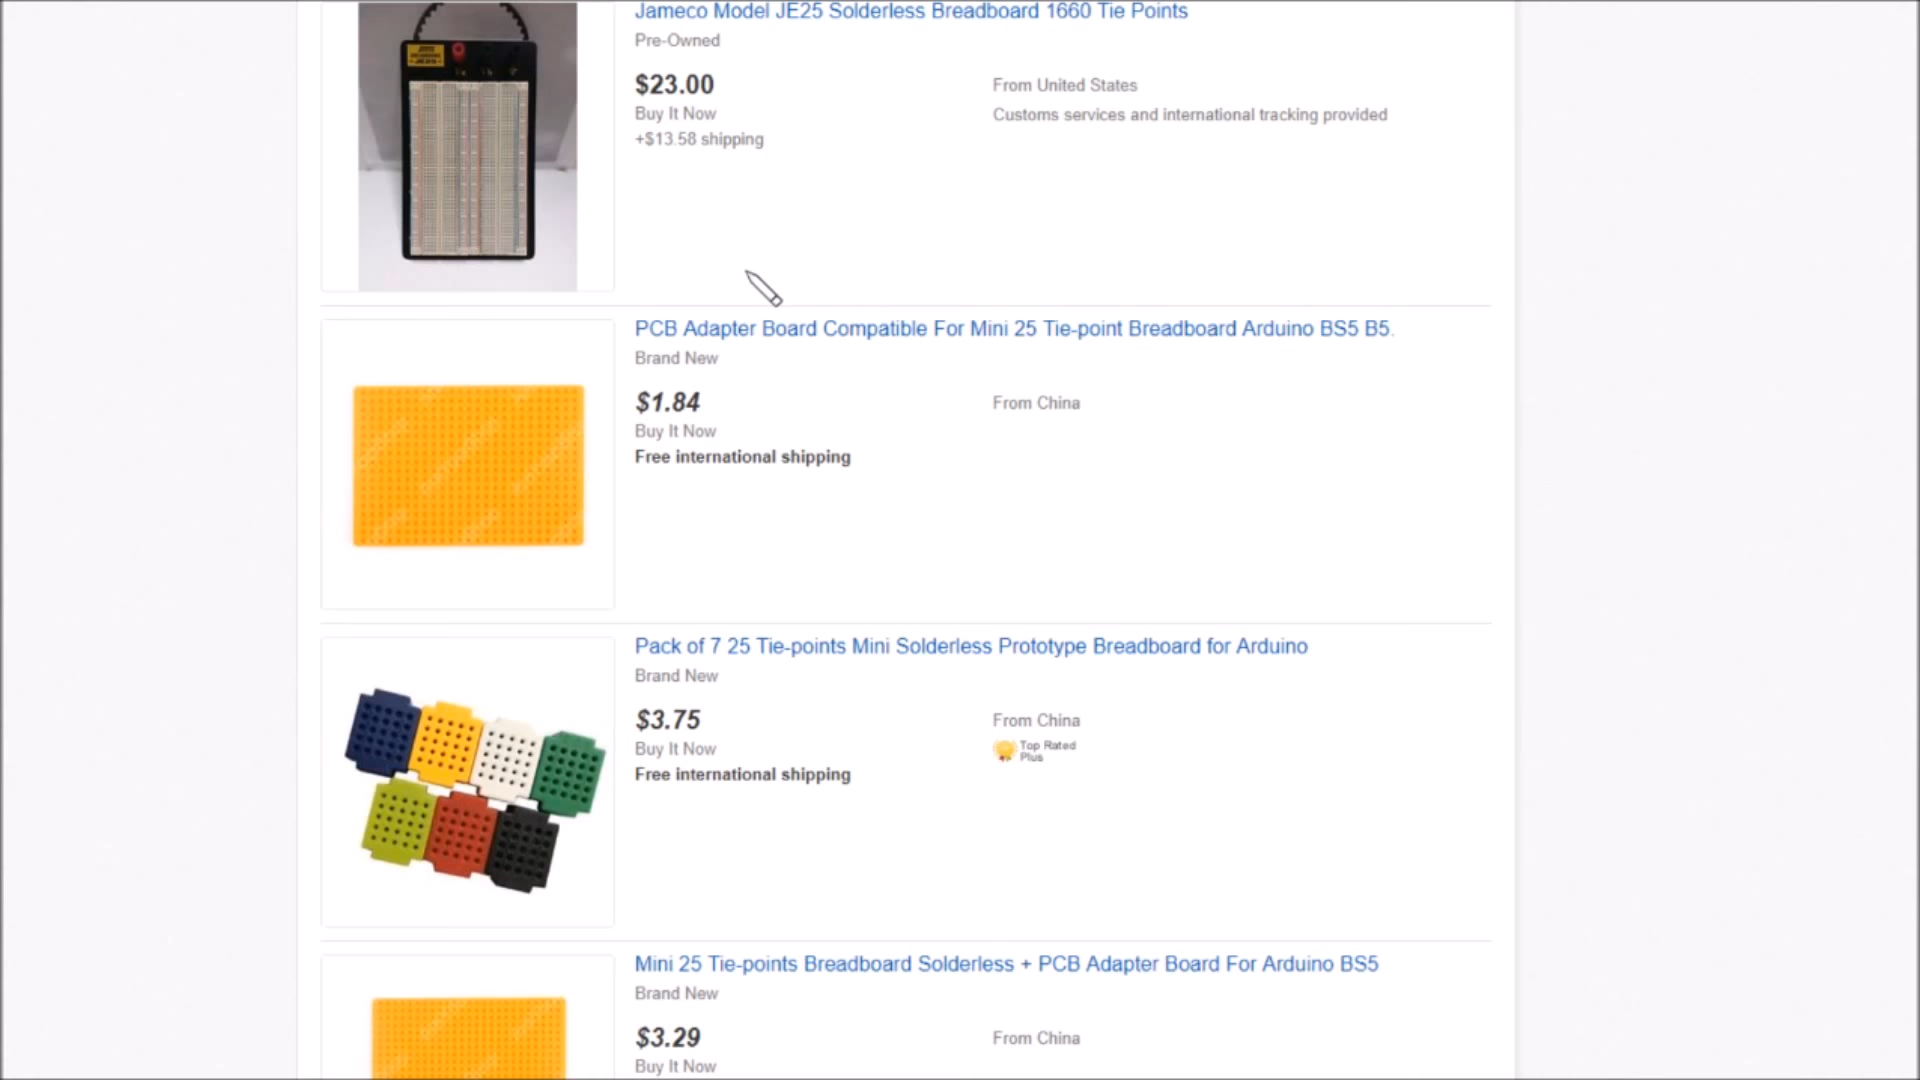 Jameco Model JE25 Solderless Breadboard 1660 Tie Points
Pre-Owned
$23.00
From United States
Buy It Now
Customs services and international tracking provided
+$13.58 shipping
PCB Adapter Board Compatible For Mini 25 Tie-point Breadboard Arduino BS5 B5.
Brand New
$1.84
From China
Buy It Now
Free international shipping
Pack of 7 25 Tie-points Mini Solderless Prototype Breadboard for Arduino
Brand New
$3.75
From China
Buy It Now
Top Rated
Plus
Free international shipping
Mini 25 Tie-points Breadboard Solderless + PCB Adapter Board For Arduino BS5
Brand New
$3.29
From China
Buy It Now